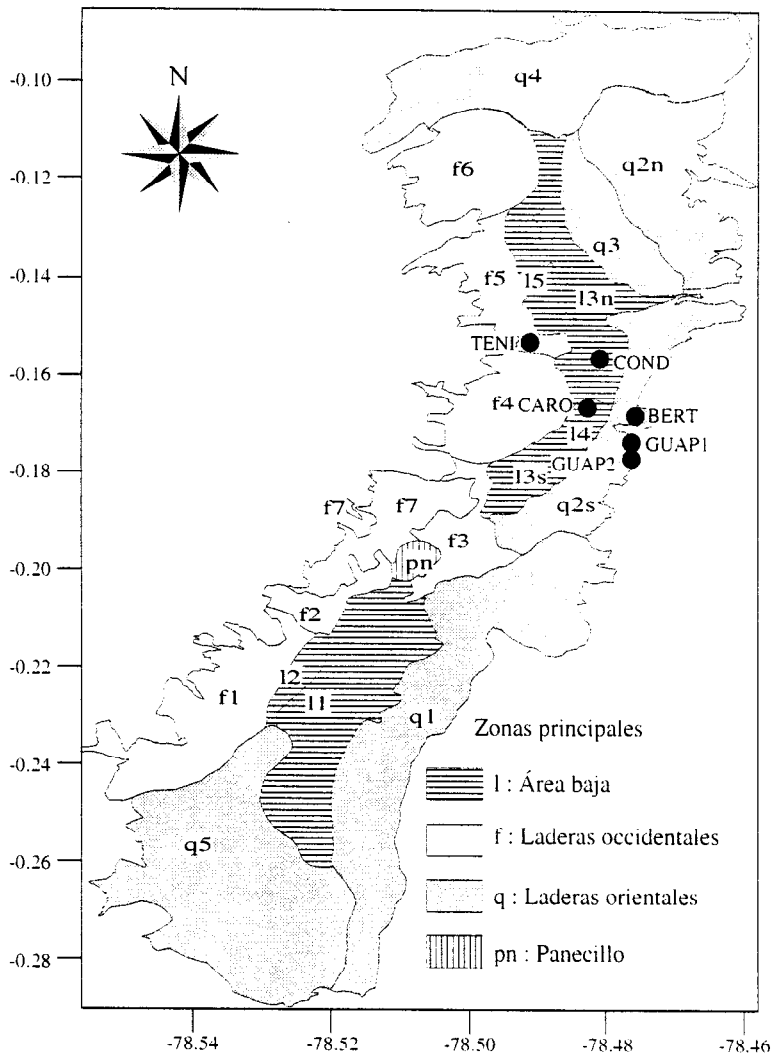 N
-0.10
-0.12
-0.14
-0.16
-0.18
-0.20
-0.22
-0.24
-0.26
-0.28
q4
f6
q2n
q3
f5
l5
l3n
TENI
COND
f4
CARO
BERT
l4
GUAP1
GUAP2
l3s
f7
f7
q2s
f3
pn
f2
l2
f1
l1
q1
q5
Zonas principales
l : Área baja
f : Laderas occidentales
q : Laderas orientales
pn : Panecillo
-78.54
-78.52
-78.50
-78.48
-78.46